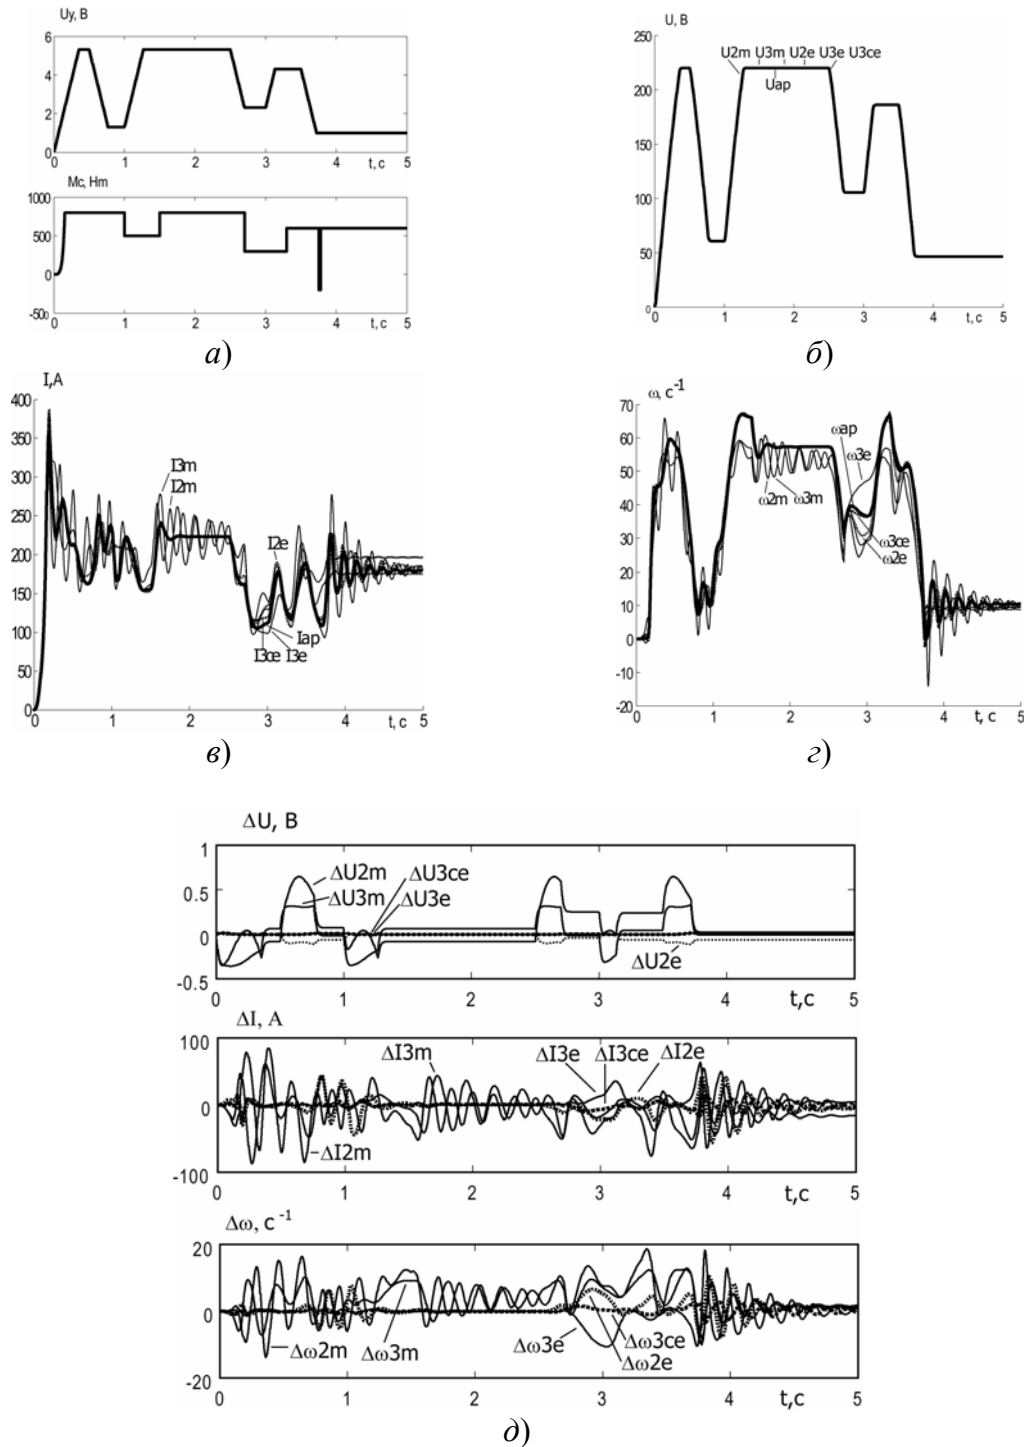 Uy, B
6
4
2
0
0 1 2 3 4 5
t, c
Mc, Hm
1000
500
0
-500
0 1 2 3 4 5
t, c
а)
U, B
250
200
150
100
50
0
U2m U3m U2e U3e U3ce
Uap
0 1 2 3 4 5
t, c
б)
I,A
400
350
300
250
200
150
100
50
0
I3m
I2m
I2e
Iap
I3ce I3e
0 1 2 3 4 5
t, c
в)
ω, c⁻¹
70
60
50
40
30
20
10
0
-10
-20
ωap
ω3e
ω2m ω3m
ω3ce
ω2e
0 1 2 3 4 5
t, c
г)
ΔU, B
1
0.5
0
-0.5
ΔU2m
ΔU3m
ΔU3ce
ΔU3e
ΔU2e
0 1 2 3 4 5
t,c
ΔI, A
100
0
-100
ΔI3m ΔI3e ΔI3ce ΔI2e
ΔI2m
0 1 2 3 4 5
t,c
Δω, c⁻¹
20
0
-20
Δω2m Δω3m Δω3e Δω3ce
Δω2e
0 1 2 3 4 5
t,c
д)